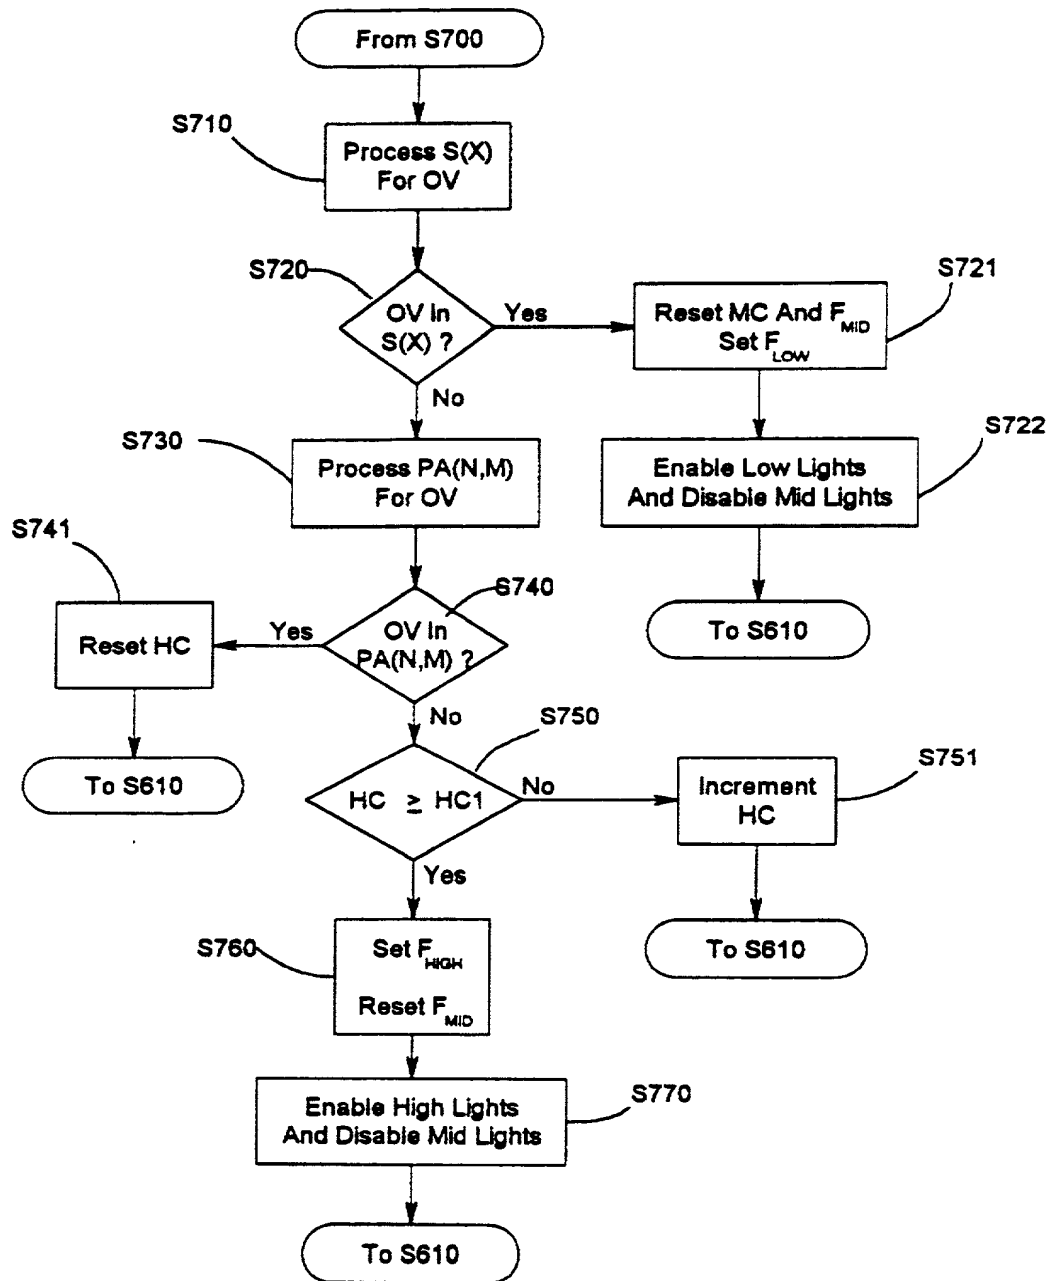 From S700
S710
Process S(X)
For OV
S720
OV in
S(X) ?
Yes
No
S721
Reset MC And F_MID
Set F_LOW
S722
Enable Low Lights
And Disable Mid Lights
To S610
S730
Process PA(N,M)
For OV
S740
OV in
PA(N,M) ?
Yes
No
S741
Reset HC
To S610
S750
HC ≥ HC1
No
Yes
S751
Increment
HC
To S610
S760
Set F_HIGH
Reset F_MID
S770
Enable High Lights
And Disable Mid Lights
To S610